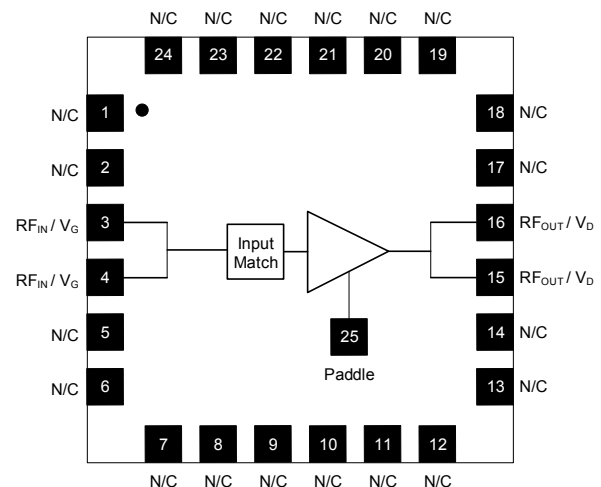 N/C N/C N/C N/C N/C N/C
24 23 22 21 20 19
N/C 1 18 N/C
N/C 2 17 N/C
RFIN / VG 3 16 RFOUT / VD
Input
Match
RFIN / VG 4 15 RFOUT / VD
N/C 5 25 14 N/C
Paddle
N/C 6 13 N/C
7 8 9 10 11 12
N/C N/C N/C N/C N/C N/C